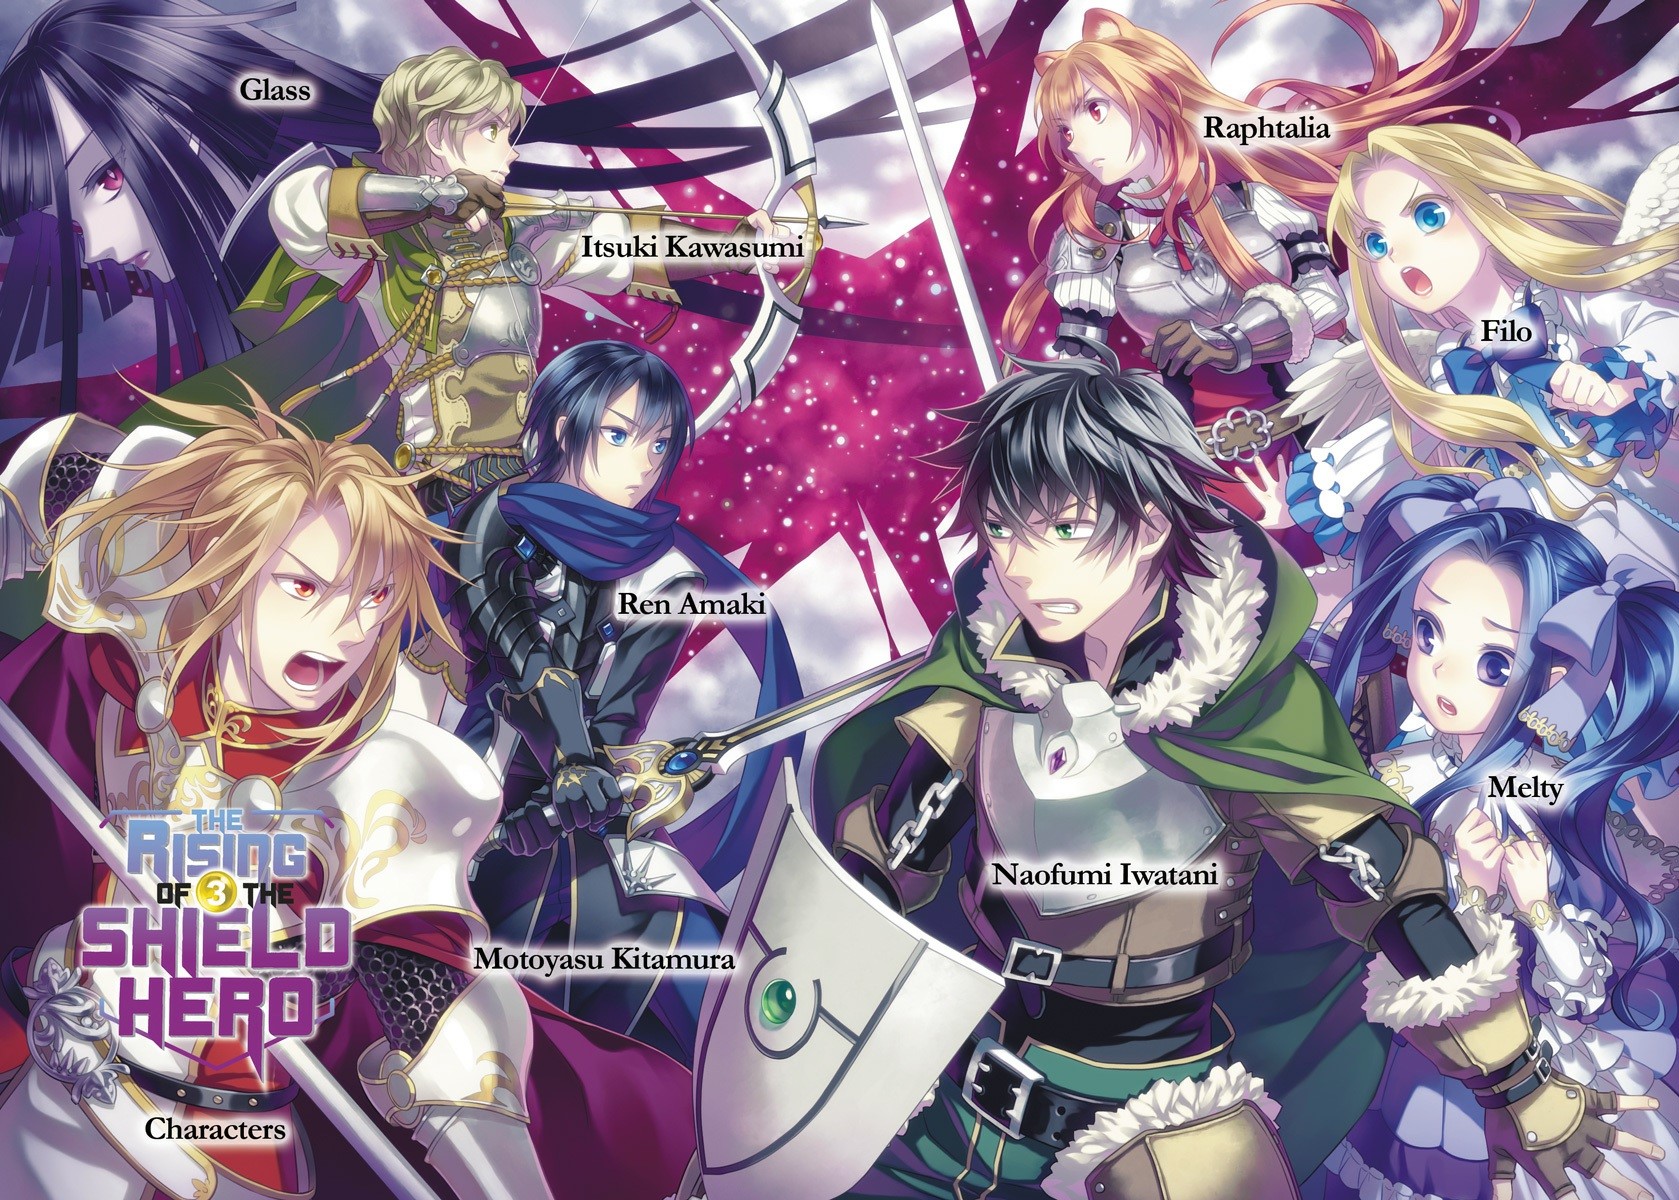 Glass
Itsuki Kawasumi
Raphtalia
Filo
Ren Amaki
Melty
Naofumi Iwatani
Motoyasu Kitamura
THE
RISING
OF 3 THE
SHIELD
HERO
Characters